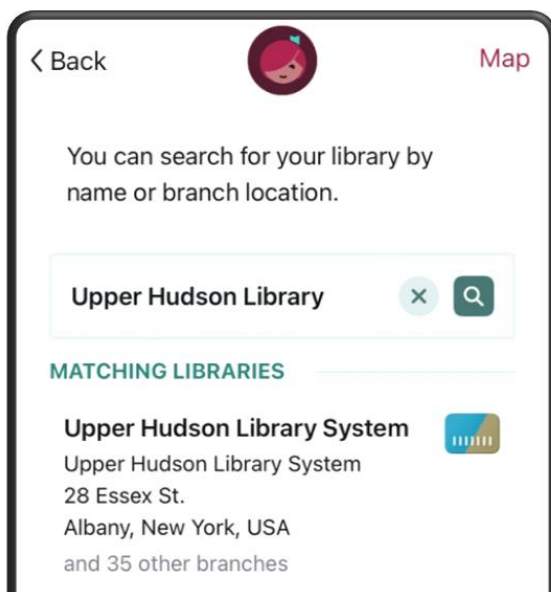 Back
Map
You can search for your library by
name or branch location.
Upper Hudson Library
MATCHING LIBRARIES
Upper Hudson Library System
Upper Hudson Library System
28 Essex St.
Albany, New York, USA
and 35 other branches